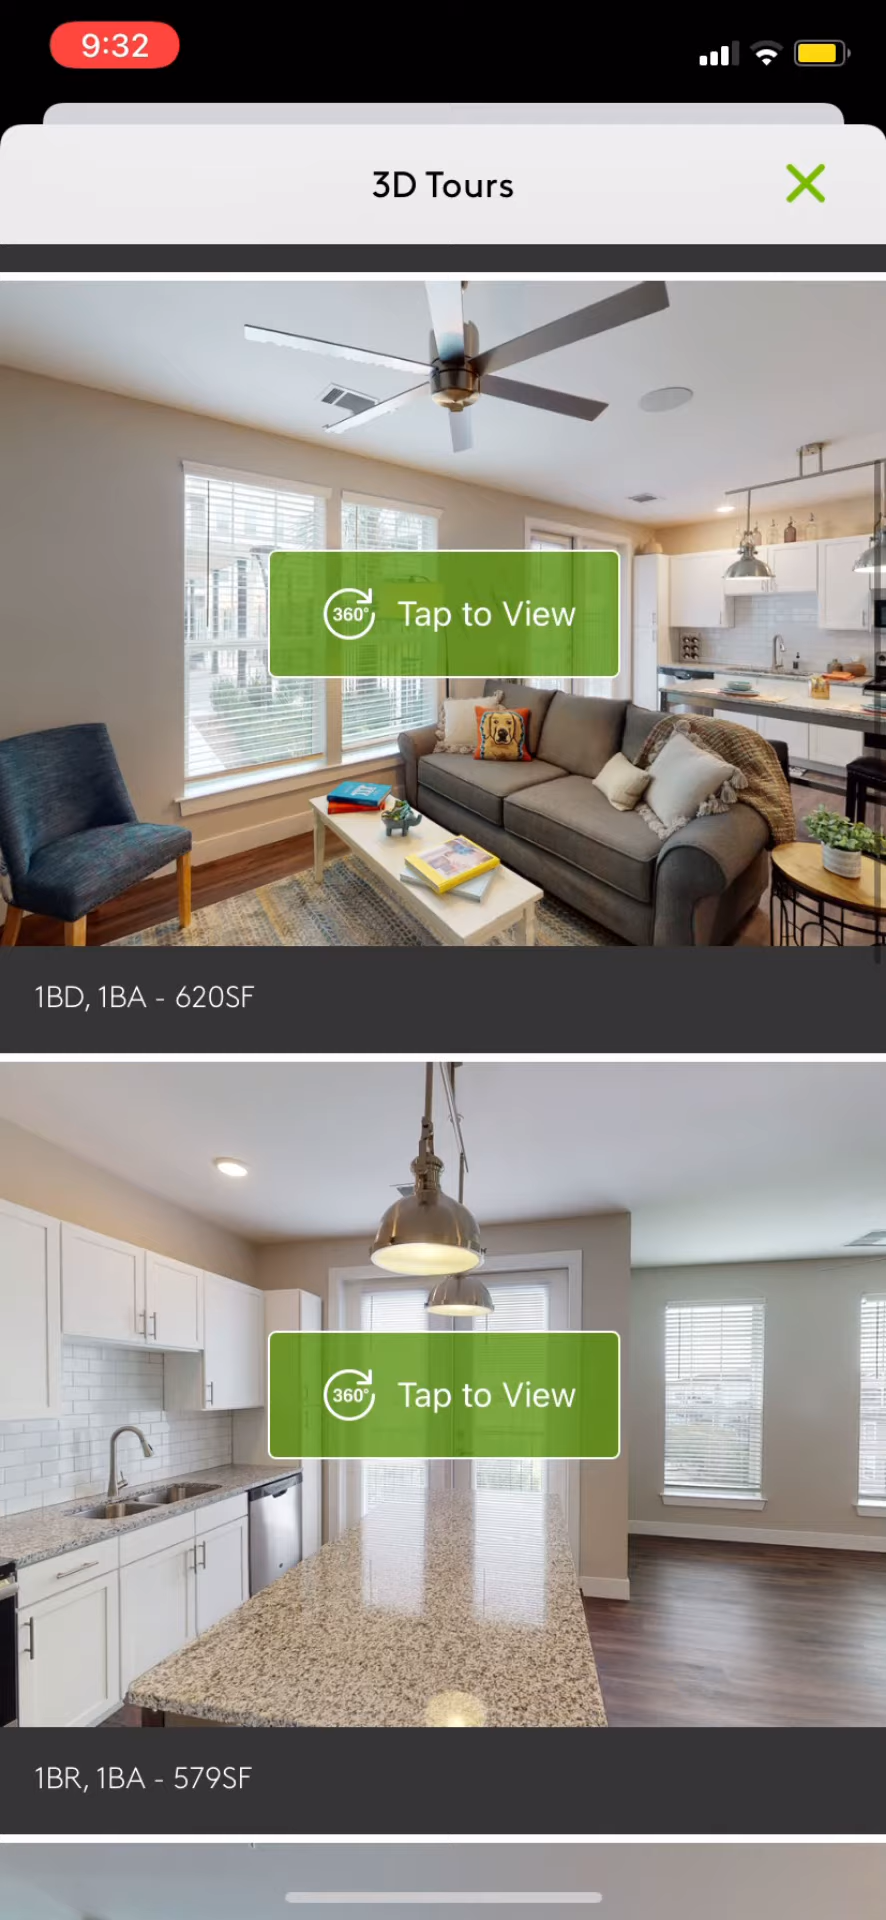 9:32
3D Tours
360° Tap to View
1BD, 1BA - 620SF
360° Tap to View
1BR, 1BA - 579SF